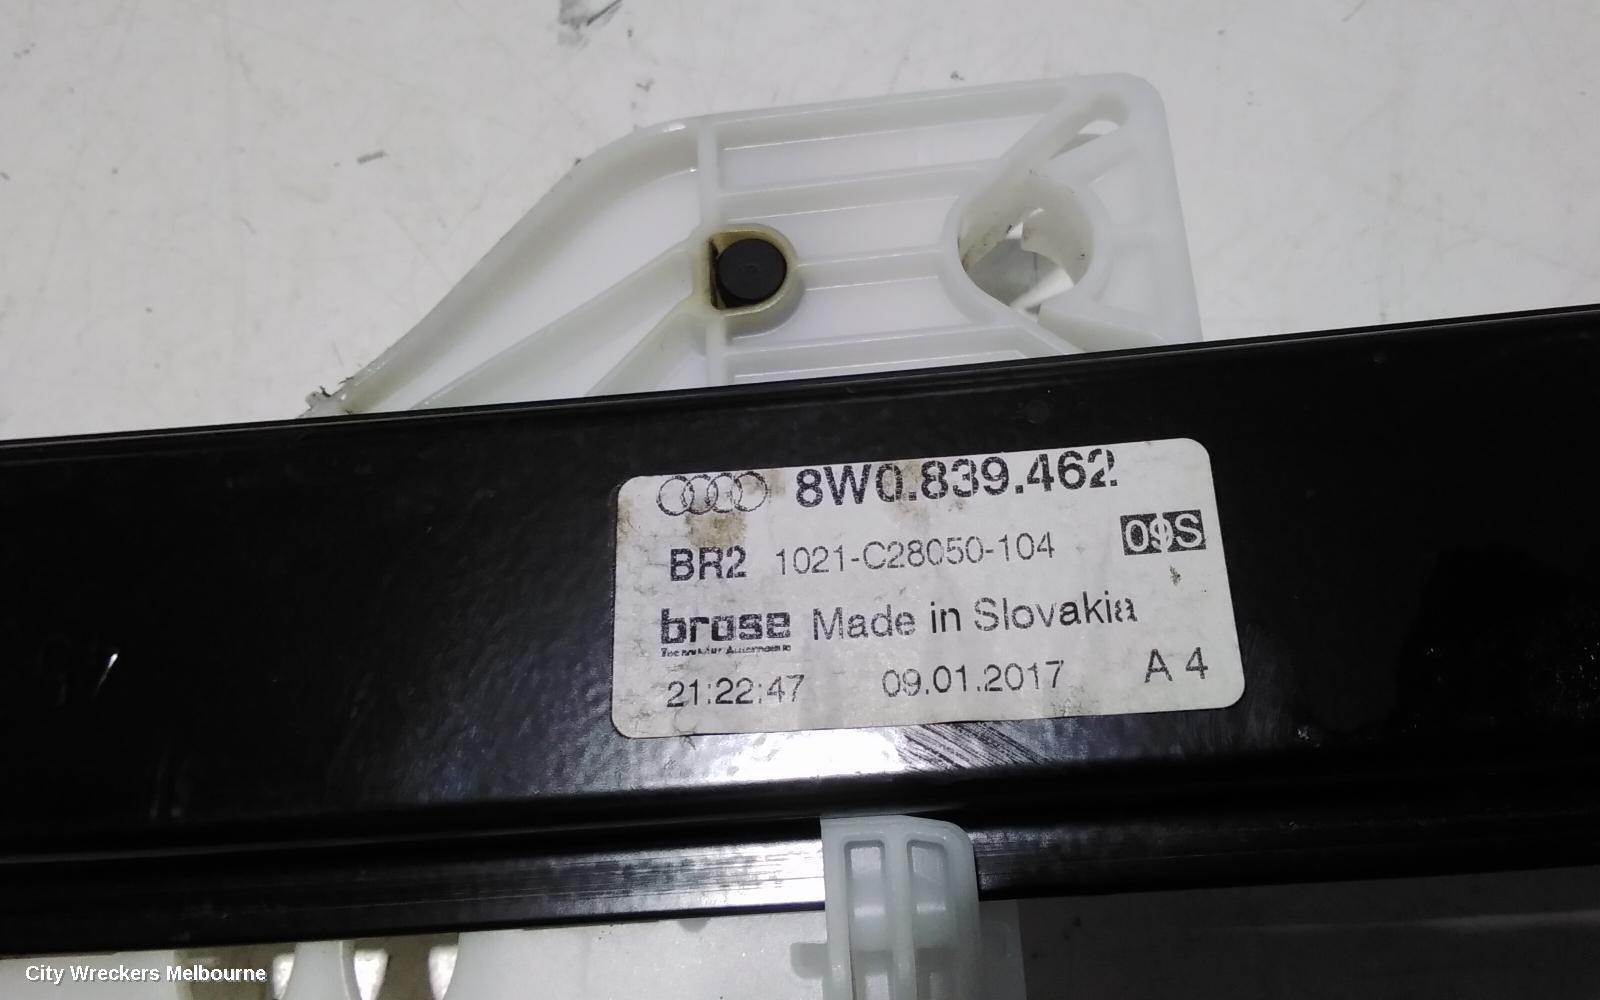 8W0.839.462
BR2 1021-C28050-104 09S
brose Made in Slovakia
21:22:47 09.01.2017 A 4
City Wreckers Melbourne